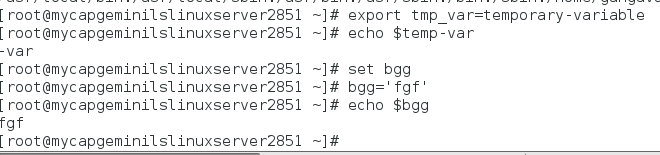 [root@mycapgeminilslinuxserver2851 ~]# export tmp_var=temporary-variable
[root@mycapgeminilslinuxserver2851 ~]# echo $temp-var
-var
[root@mycapgeminilslinuxserver2851 ~]# set bgg
[root@mycapgeminilslinuxserver2851 ~]# bgg='fgf'
[root@mycapgeminilslinuxserver2851 ~]# echo $bgg
fgf
[root@mycapgeminilslinuxserver2851 ~]#